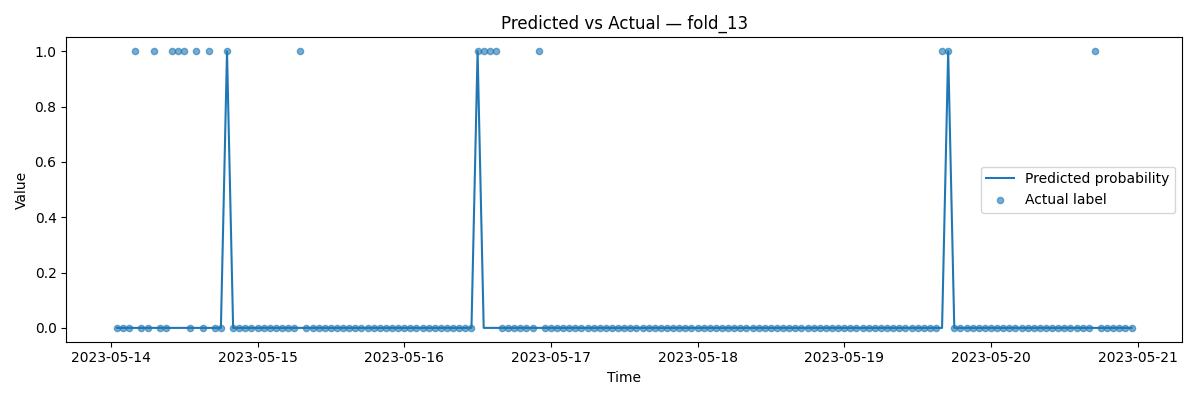 Predicted vs Actual — fold_13
Value
1.0
0.8
0.6
0.4
0.2
0.0
Predicted probability
Actual label
2023-05-14
2023-05-15
2023-05-16
2023-05-17
2023-05-18
2023-05-19
2023-05-20
2023-05-21
Time